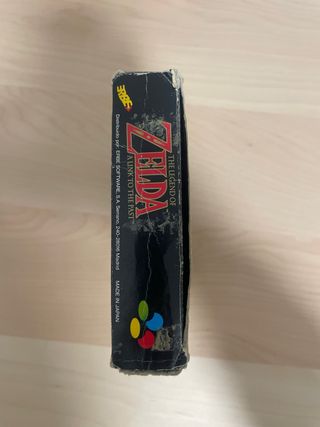 ERBE
THE LEGEND OF
ZELDA
A LINK TO THE PAST
Distribuido por: ERBE SOFTWARE, S.A. Serrano, 240-28016 Madrid
MADE IN JAPAN